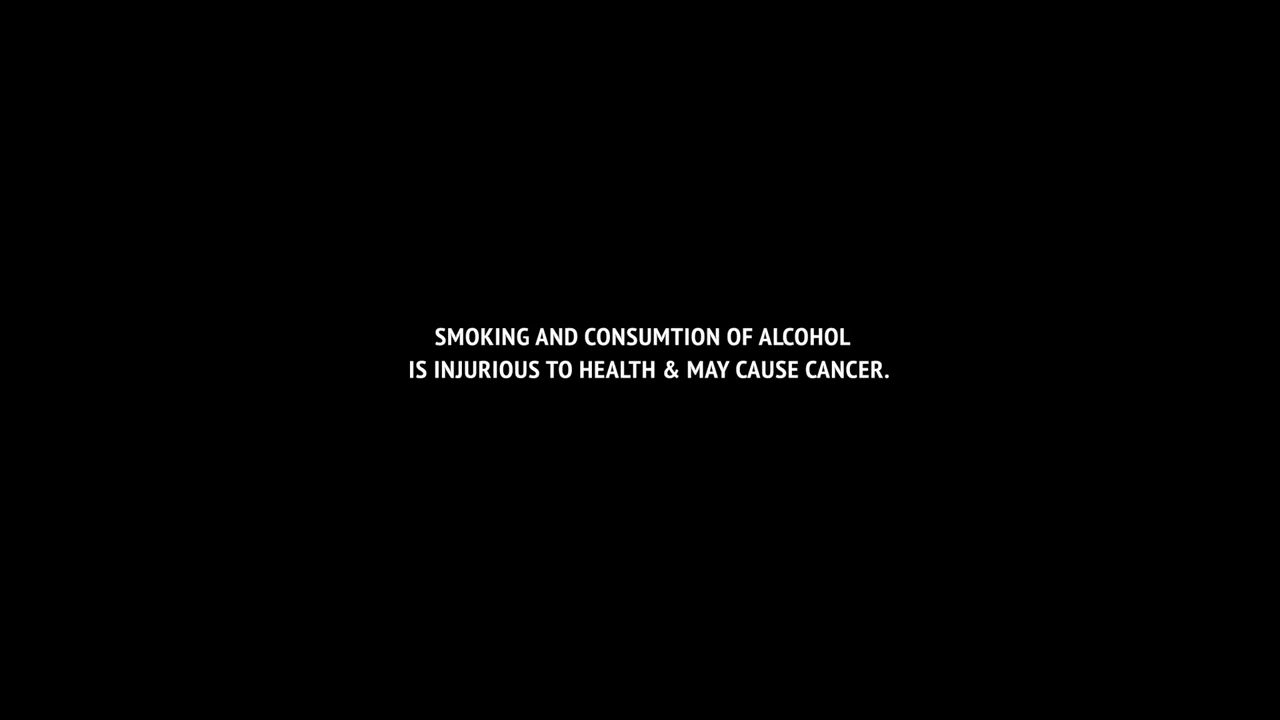 SMOKING AND CONSUMTION OF ALCOHOL
IS INJURIOUS TO HEALTH & MAY CAUSE CANCER.